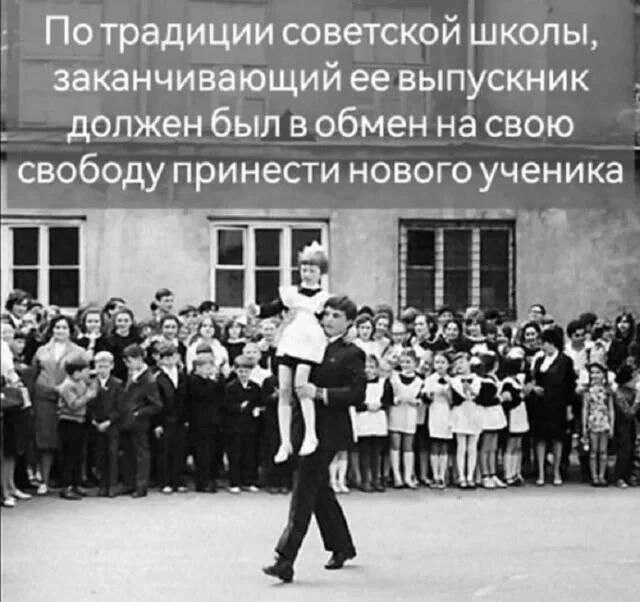 По традиции советской школы,
заканчивающий ее выпускник
должен был в обмен на свою
свободу принести нового ученика